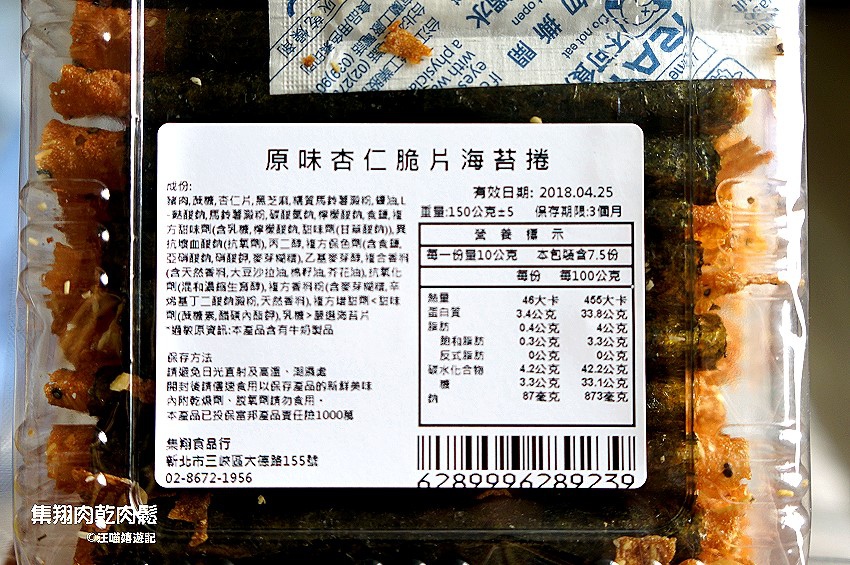 原味杏仁脆片海苔捲
成份:
豬肉,蔗糖,杏仁片,黑芝麻,糯質馬鈴薯澱粉,蠔油,L
-麩酸鈉,馬鈴薯澱粉,碳酸氫鈉,檸檬酸鈉,食鹽,複
方甜味劑(含乳糖,檸檬酸鈉,甜味劑(甘草酸鈉)),異
抗壞血酸鈉(抗氧劑),丙二醇,複方保色劑(含食鹽,
亞硝酸鈉,硝酸鉀,麥芽糊精),乙基麥芽醇,複合香料
(含天然香料,大豆沙拉油,棉籽油,芥花油),抗氧化
劑(混和濃縮生育醇),複方香料粉(含麥芽糊精,辛
烯基丁二酸鈉澱粉,天然香料),複方增甜劑<甜味
劑(蔗糖素,醋磺內酯鉀),乳糖>嚴選海苔片
*過敏原資訊:本產品含有牛奶製品
保存方法
請避免日光直射及高溫、潮濕處
開封後請儘速食用以保存產品的新鮮美味
內附乾燥劑、脫氧劑請勿食用。
本產品已投保富邦產品責任險1000萬
集翔食品行
新北市三峽區大德路155號
02-8672-1956
有效日期: 2018.04.25
重量:150公克±5 保存期限:3個月
營養標示
每一份量10公克 本包裝含7.5份
每份 每100公克
熱量 46大卡 455大卡
蛋白質 3.4公克 33.8公克
脂肪 0.4公克 4公克
飽和脂肪 0.3公克 3.3公克
反式脂肪 0公克 0公克
碳水化合物 4.2公克 42.2公克
糖 3.3公克 33.1公克
鈉 87毫克 873毫克
6289996289239
集翔肉乾肉鬆
©汪喵嬉遊記
勿撕開
不可食
Do not eat